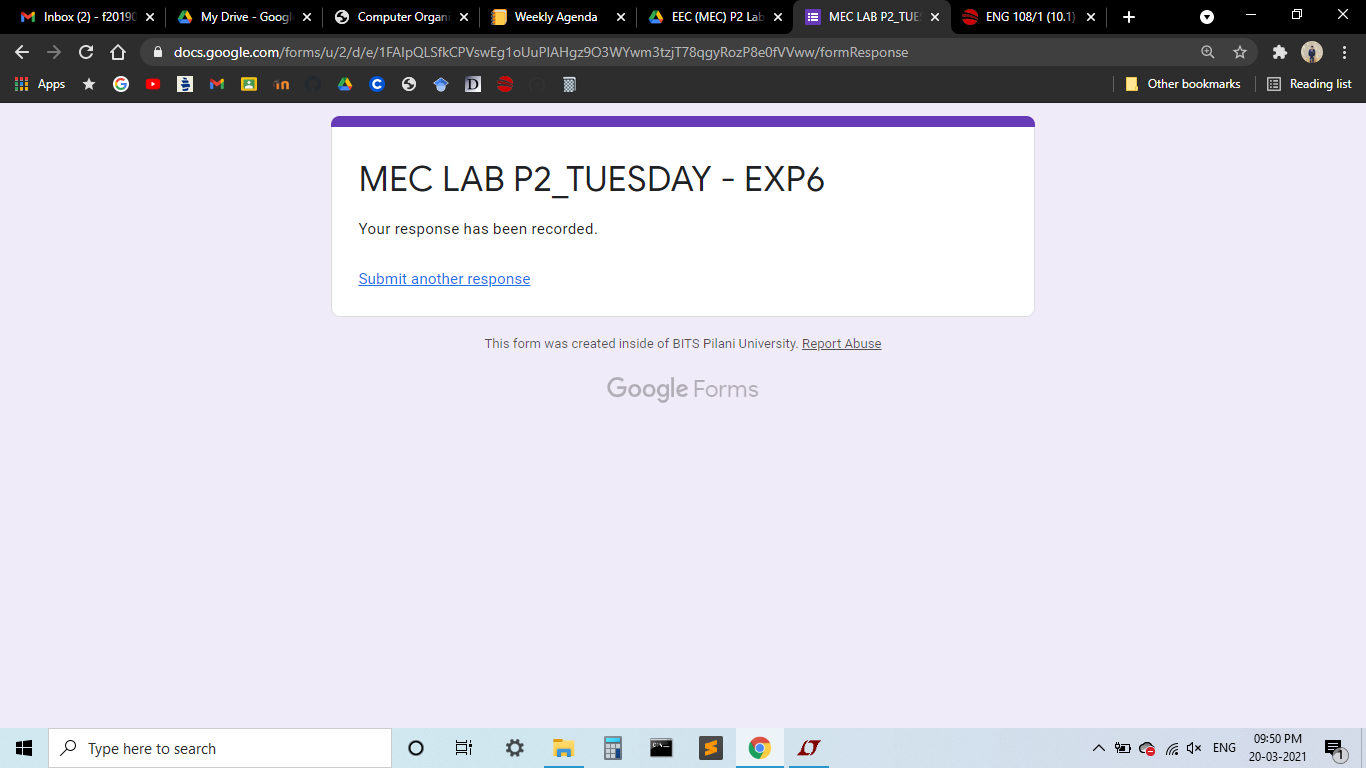 Inbox (2) - f2019
My Drive - Googl
Computer Organi
Weekly Agenda
EEC (MEC) P2 Lab
MEC LAB P2_TUES
ENG 108/1 (10.1)
docs.google.com/forms/u/2/d/e/1FAIpQLSfkCPVswEg1oUuPIAHgz9O3WYwm3tzjT78qgyRozP8e0fVVww/formResponse
Apps
Other bookmarks
Reading list
MEC LAB P2_TUESDAY - EXP6
Your response has been recorded.
Submit another response
This form was created inside of BITS Pilani University. Report Abuse
Google Forms
Type here to search
ENG
09:50 PM
20-03-2021
1